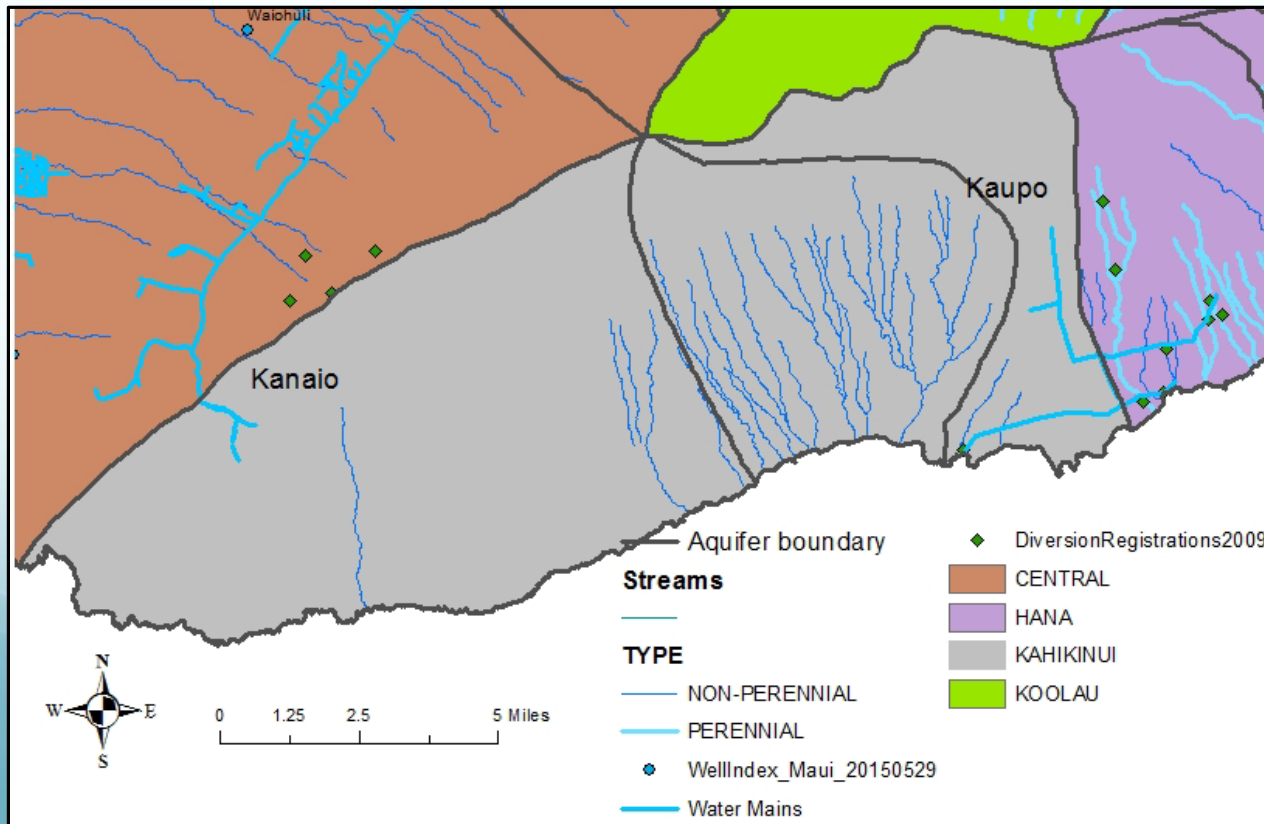 Waiohuli
Kaupo
Kanaio
Aquifer boundary
Streams
TYPE
NON-PERENNIAL
PERENNIAL
WellIndex_Maui_20150529
Water Mains
DiversionRegistrations2009
CENTRAL
HANA
KAHIKINUI
KOOLAU
N
W E
S
0 1.25 2.5 5 Miles